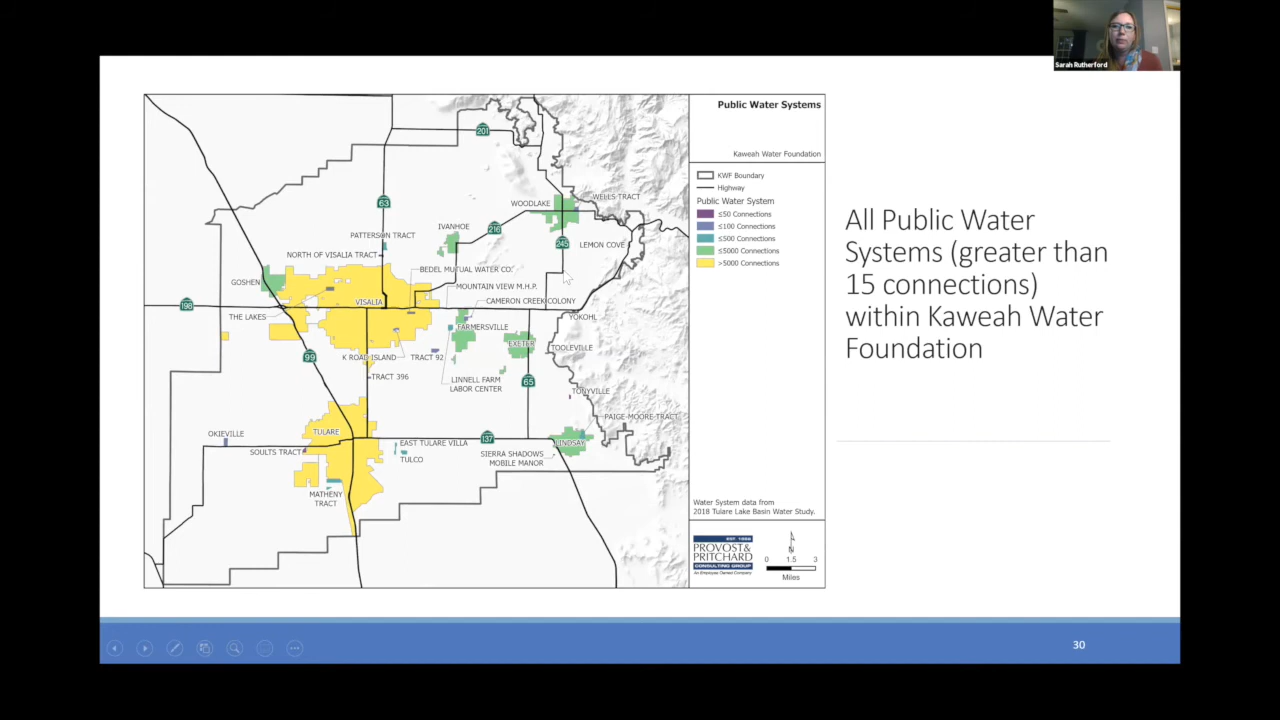 Sarah Rutherford
Public Water Systems
Kaweah Water Foundation
KWF Boundary
Highway
Public Water System
≤50 Connections
≤100 Connections
≤500 Connections
≤5000 Connections
>5000 Connections
201
63
WOODLAKE
WELLS TRACT
IVANHOE
216
PATTERSON TRACT
245
LEMON COVE
NORTH OF VISALIA TRACT
BEDEL MUTUAL WATER CO.
GOSHEN
MOUNTAIN VIEW M.H.P.
198
VISALIA
CAMERON CREEK COLONY
THE LAKES
YOKOHL
FARMERSVILLE
EXETER
TOOLEVILLE
99
K ROAD ISLAND
TRACT 92
TRACT 396
LINNELL FARM
LABOR CENTER
65
TONYVILLE
PAIGE-MOORE TRACT
OKIEVILLE
TULARE
EAST TULARE VILLA
137
LINDSAY
SOULTS TRACT
TULCO
SIERRA SHADOWS
MOBILE MANOR
MATHENY
TRACT
Water System data from
2018 Tulare Lake Basin Water Study.
EST. 1968
PROVOST&
PRITCHARD
CONSULTING GROUP
An Employee Owned Company
N
0 1.5 3
Miles
All Public Water
Systems (greater than
15 connections)
within Kaweah Water
Foundation
30